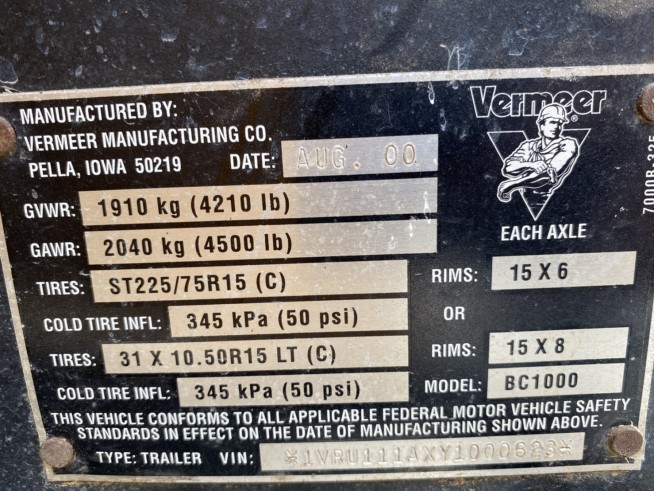 MANUFACTURED BY:
VERMEER MANUFACTURING CO.
PELLA, IOWA 50219 DATE: AUG. 00
Vermeer®
7000B-325
GVWR: 1910 kg (4210 lb)
GAWR: 2040 kg (4500 lb) EACH AXLE
TIRES: ST225/75R15 (C) RIMS: 15 X 6
COLD TIRE INFL: 345 kPa (50 psi) OR
TIRES: 31 X 10.50R15 LT (C) RIMS: 15 X 8
COLD TIRE INFL: 345 kPa (50 psi) MODEL: BC1000
THIS VEHICLE CONFORMS TO ALL APPLICABLE FEDERAL MOTOR VEHICLE SAFETY
STANDARDS IN EFFECT ON THE DATE OF MANUFACTURING SHOWN ABOVE.
TYPE: TRAILER VIN: *1VRU111AXY1000623*